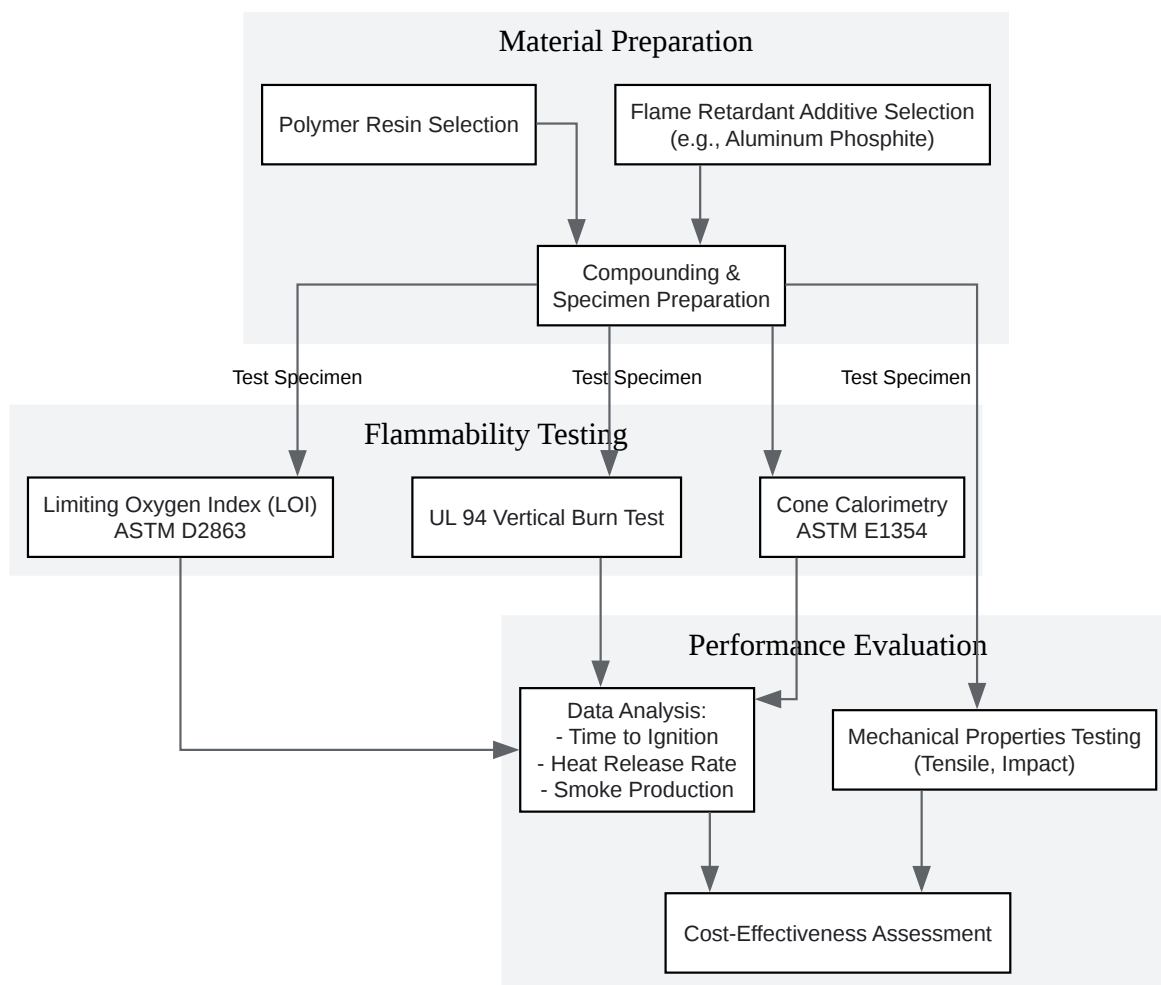 Material Preparation
Polymer Resin Selection
Flame Retardant Additive Selection
(e.g., Aluminum Phosphite)
Compounding &
Specimen Preparation
Test Specimen
Test Specimen
Test Specimen
Flammability Testing
Limiting Oxygen Index (LOI)
ASTM D2863
UL 94 Vertical Burn Test
Cone Calorimetry
ASTM E1354
Performance Evaluation
Data Analysis:
- Time to Ignition
- Heat Release Rate
- Smoke Production
Mechanical Properties Testing
(Tensile, Impact)
Cost-Effectiveness Assessment